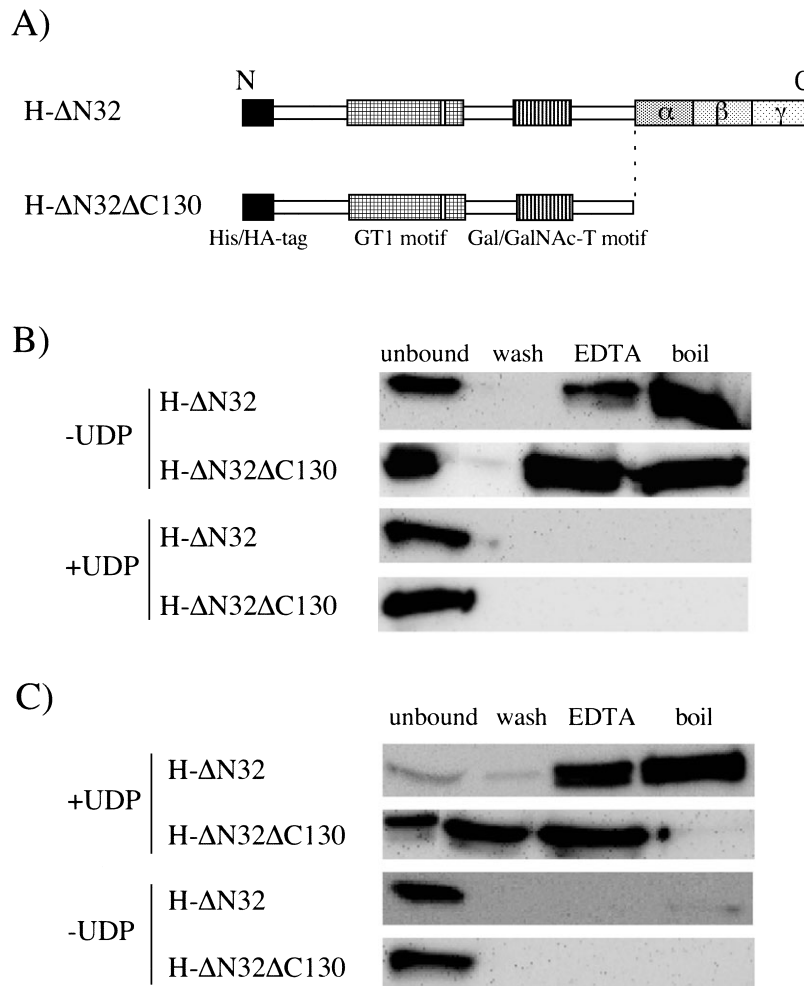 A)
N C
H-ΔN32 α β γ
H-ΔN32ΔC130
His/HA-tag GT1 motif Gal/GalNAc-T motif
B)
unbound wash EDTA boil
-UDP
H-ΔN32
H-ΔN32ΔC130
+UDP
H-ΔN32
H-ΔN32ΔC130
C)
unbound wash EDTA boil
+UDP
H-ΔN32
H-ΔN32ΔC130
-UDP
H-ΔN32
H-ΔN32ΔC130